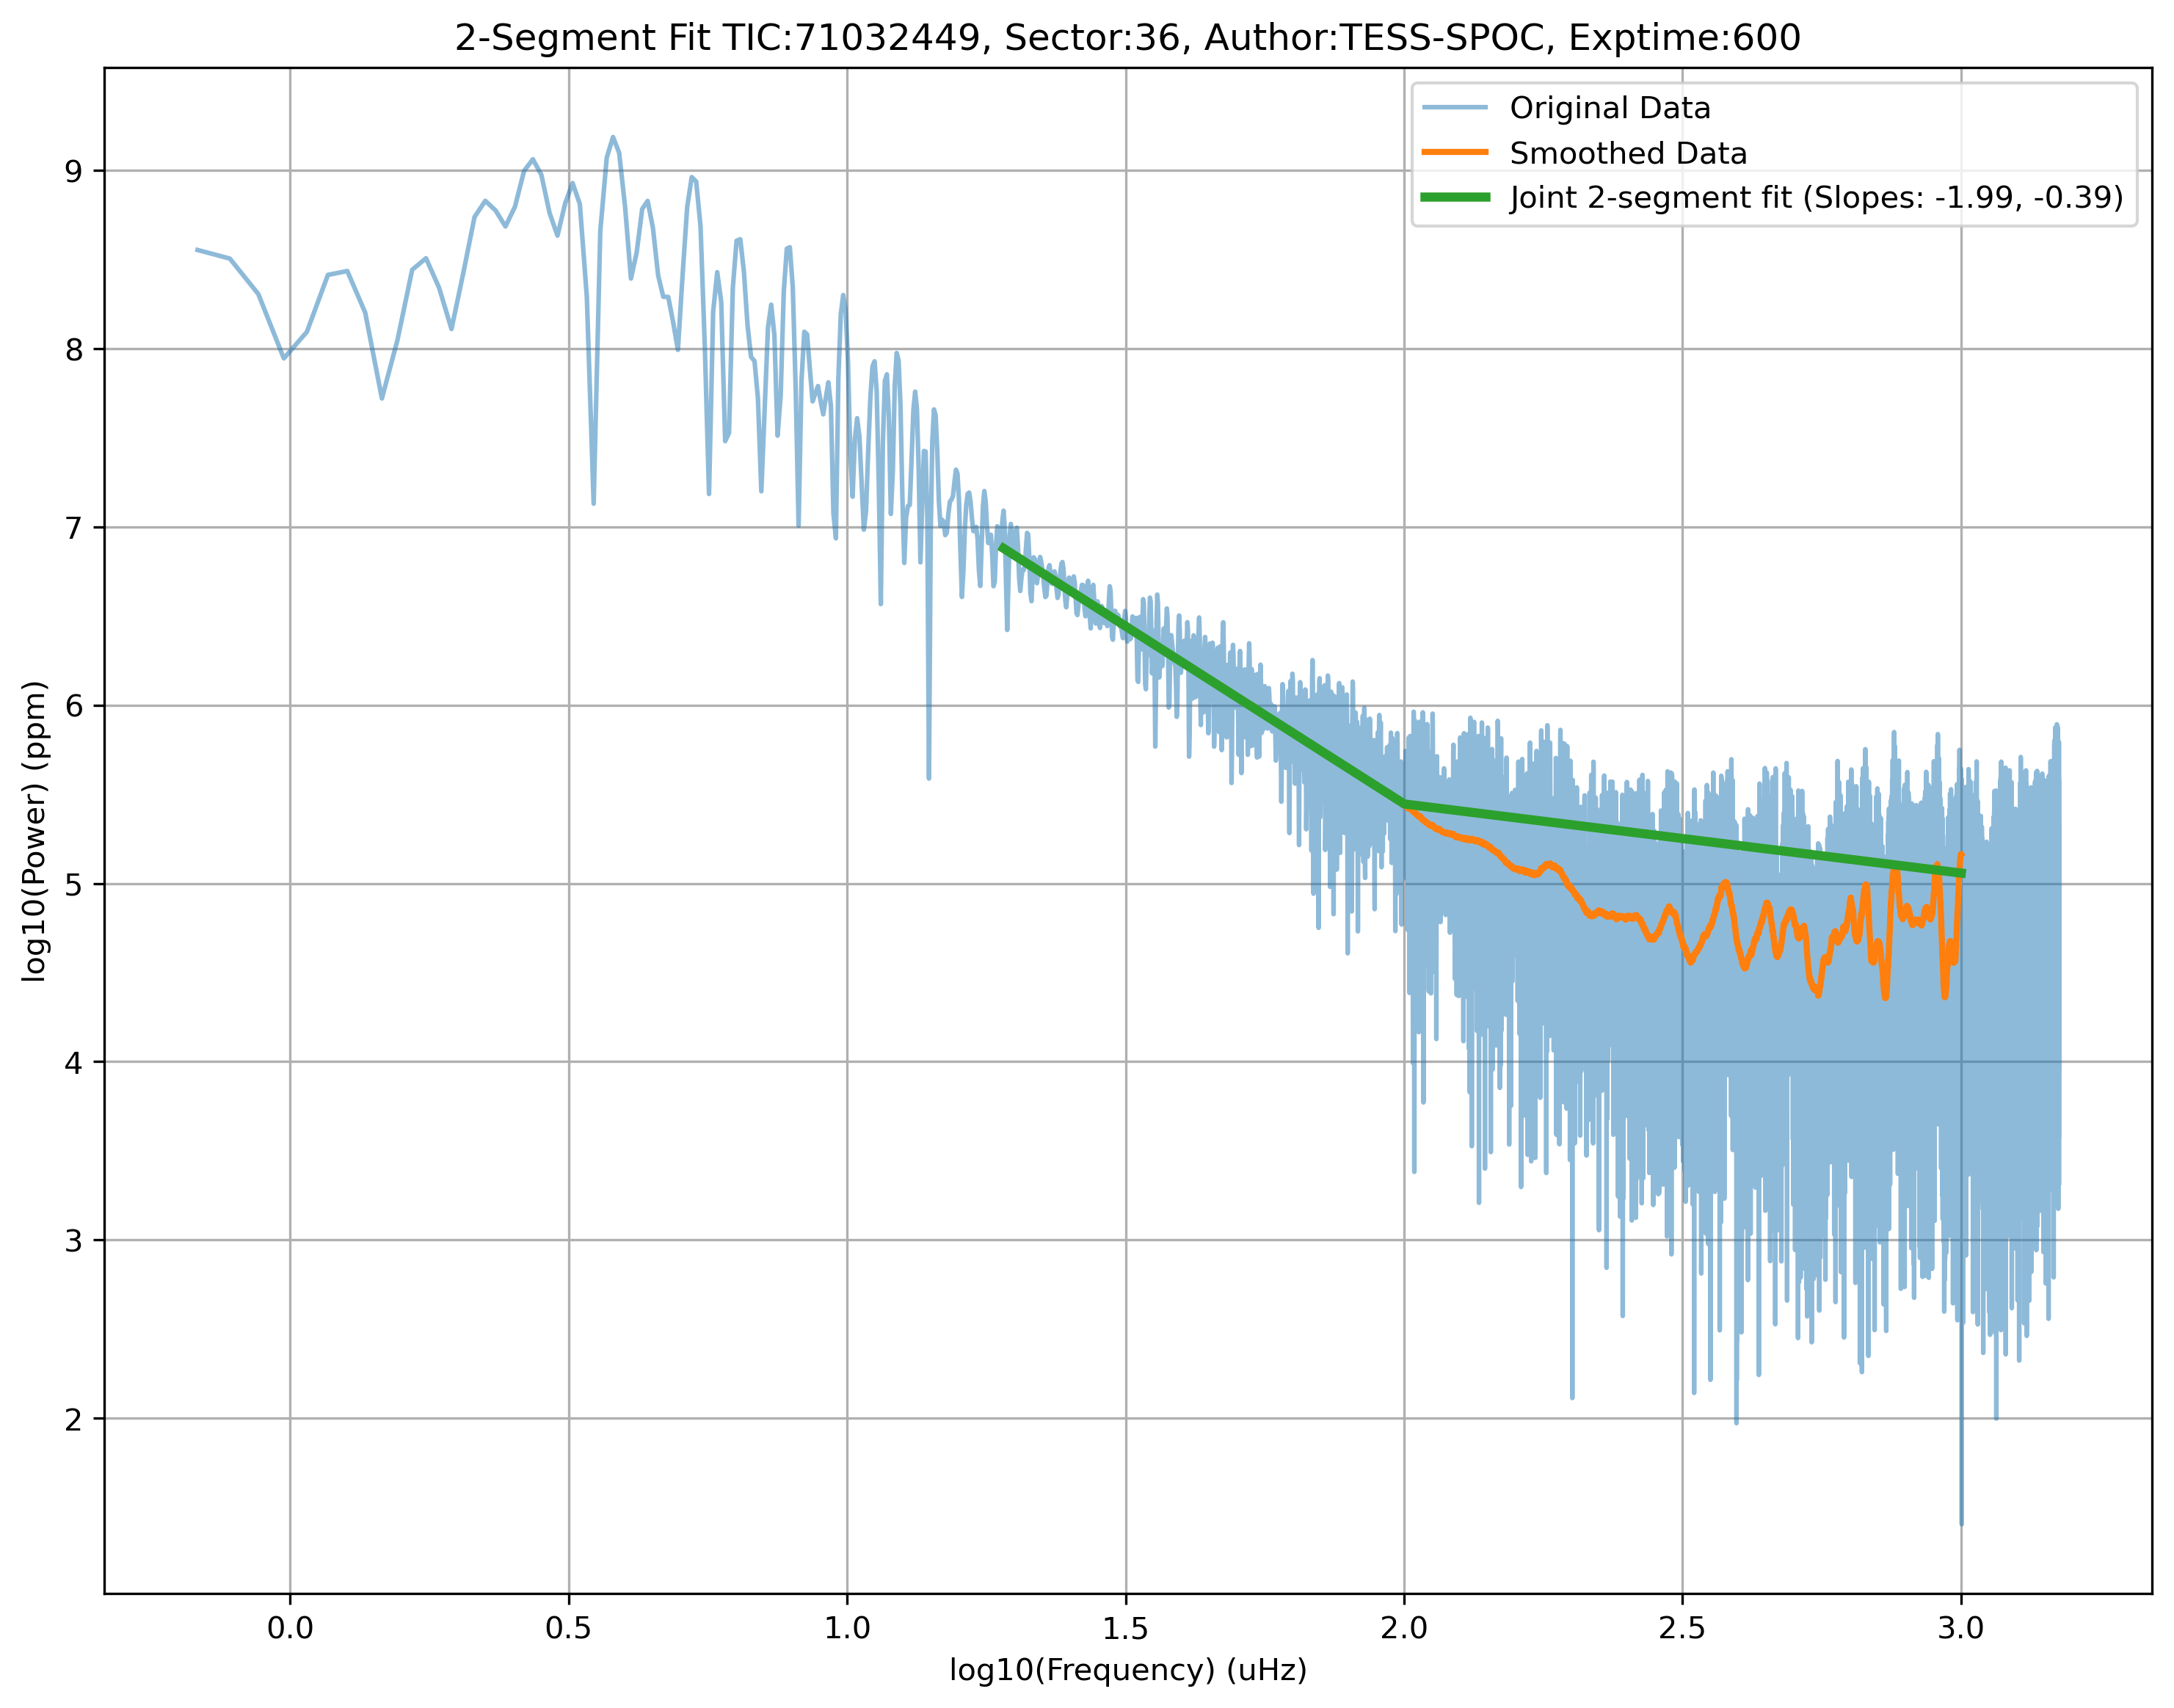 2-Segment Fit TIC:71032449, Sector:36, Author:TESS-SPOC, Exptime:600
Original Data
Smoothed Data
Joint 2-segment fit (Slopes: -1.99, -0.39)
log10(Power) (ppm)
9
8
7
6
5
4
3
2
0.0 0.5 1.0 1.5 2.0 2.5 3.0
log10(Frequency) (uHz)